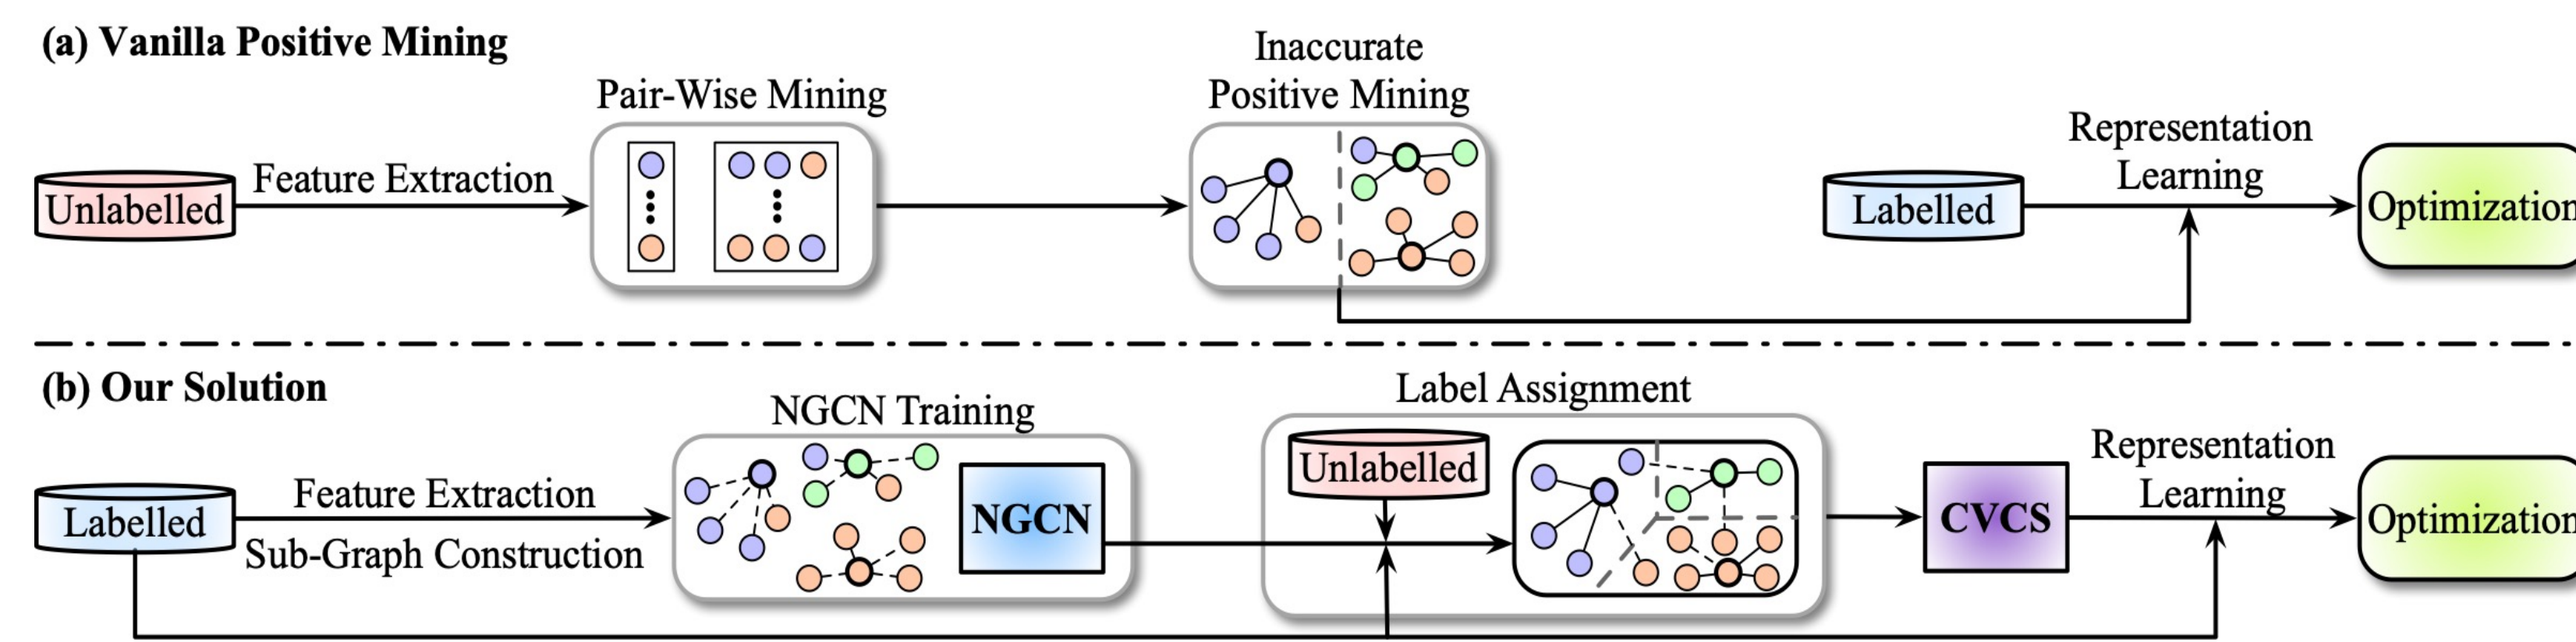 (a) Vanilla Positive Mining
Inaccurate
Pair-Wise Mining
Positive Mining
Representation
Learning
Unlabelled
Feature Extraction
Labelled
Optimization
(b) Our Solution
Label Assignment
NGCN Training
Representation
Learning
Unlabelled
Feature Extraction
Labelled
NGCN
CVCS
Optimization
Sub-Graph Construction